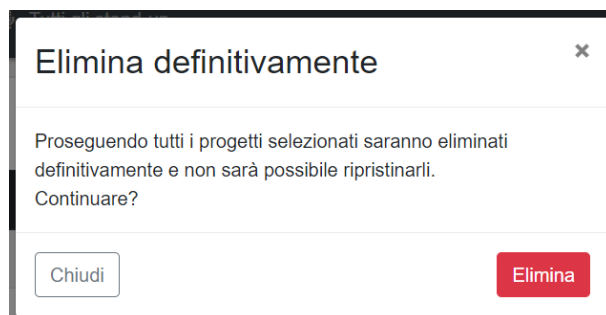 Elimina definitivamente
×
Proseguendo tutti i progetti selezionati saranno eliminati
definitivamente e non sarà possibile ripristinarli.
Continuare?
Chiudi
Elimina